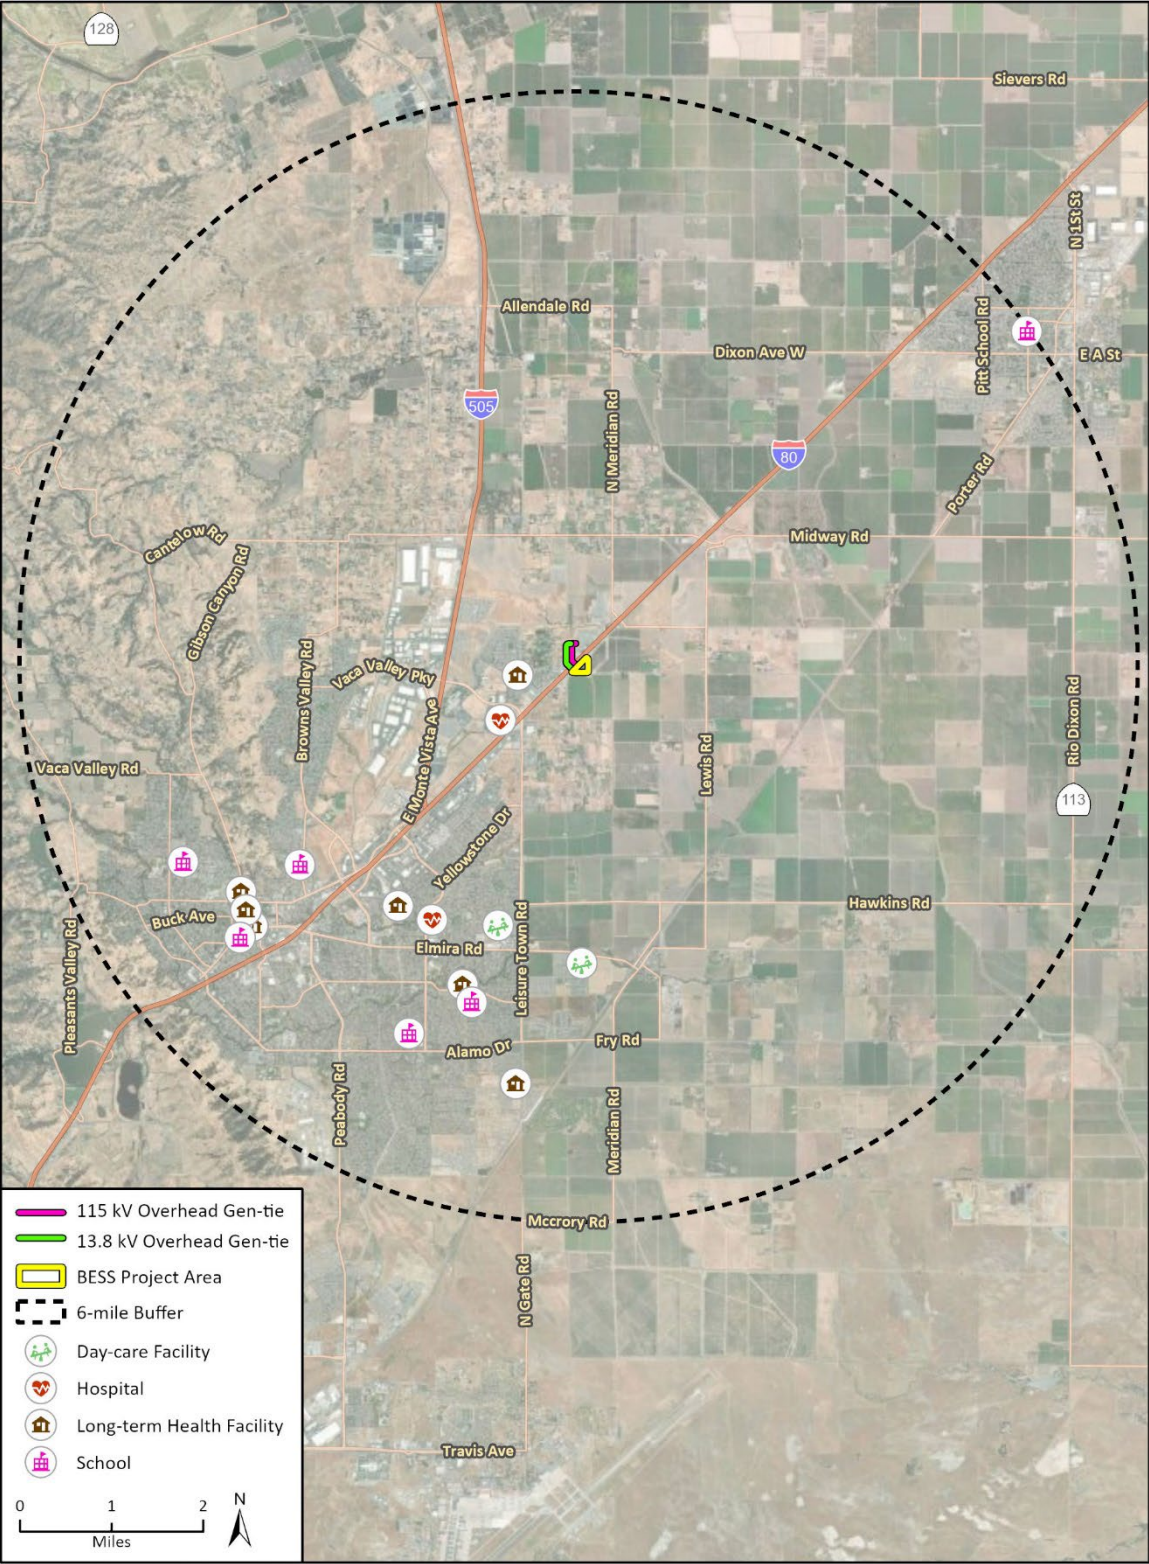 128
Sievers Rd
N 1St St
Allendale Rd
Pitt School Rd
Dixon Ave W
E A St
505
N Meridian Rd
80
Porter Rd
Cantelow Rd
Midway Rd
Gibson Canyon Rd
Browns Valley Rd
Vaca Valley Pky
E Monte Vista Ave
Rio Dixon Rd
Lewis Rd
Vaca Valley Rd
113
Yellowstone Dr
Buck Ave
Hawkins Rd
Pleasants Valley Rd
Elmira Rd
Leisure Town Rd
Alamo Dr
Fry Rd
Peabody Rd
Meridian Rd
Mccrory Rd
N Gate Rd
Travis Ave
115 kV Overhead Gen-tie
13.8 kV Overhead Gen-tie
BESS Project Area
6-mile Buffer
Day-care Facility
Hospital
Long-term Health Facility
School
0 1 2
Miles
N